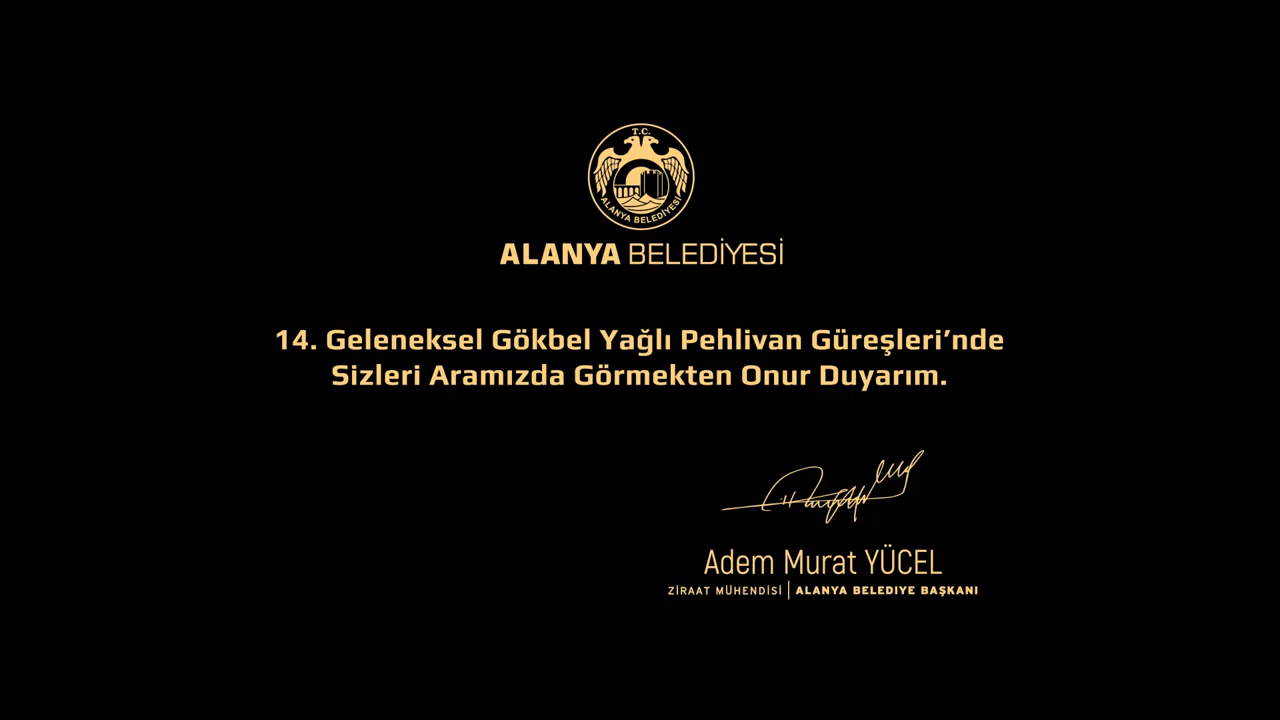 T.C.
ALANYA BELEDİYESİ
ALANYA BELEDİYESİ
14. Geleneksel Gökbel Yağlı Pehlivan Güreşleri’nde
Sizleri Aramızda Görmekten Onur Duyarım.
Adem Murat YÜCEL
ZİRAAT MÜHENDİSİ | ALANYA BELEDİYE BAŞKANI